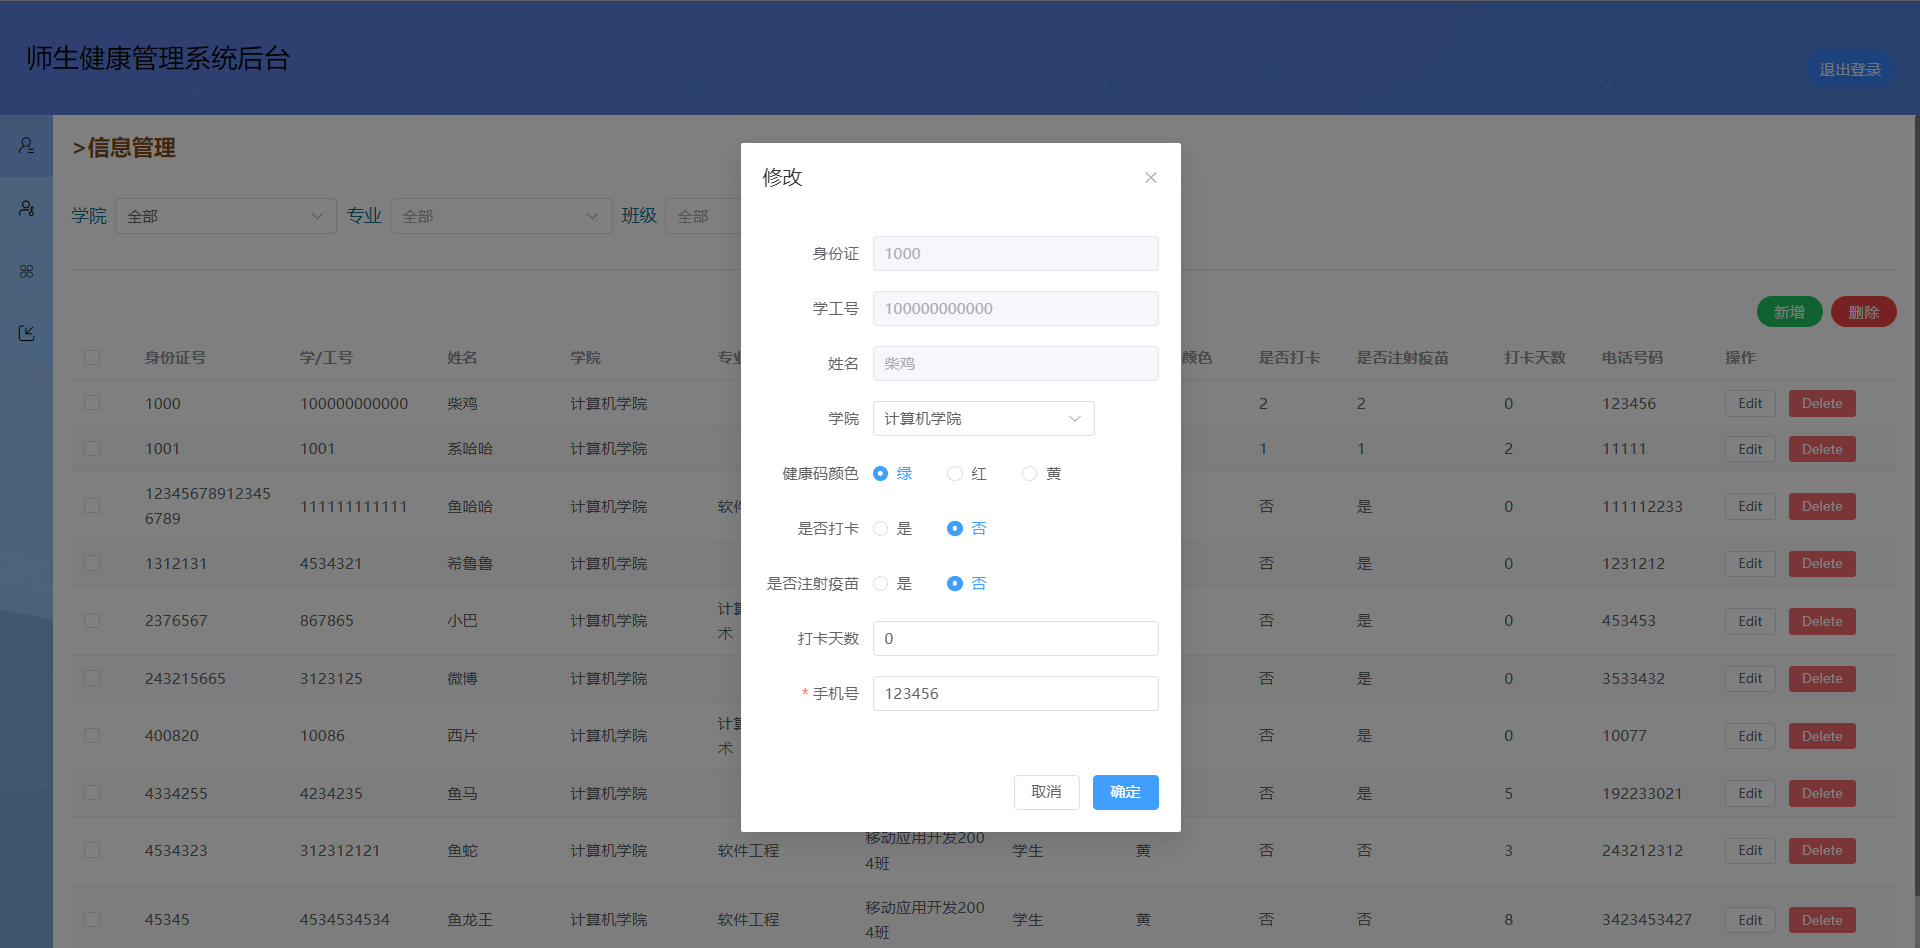 师生健康管理系统后台
退出登录
>信息管理
学院 全部 专业 全部 班级 全部
新增 删除
身份证号 学/工号 姓名 学院 专业 颜色 是否打卡 是否注射疫苗 打卡天数 电话号码 操作
1000 100000000000 柴鸡 计算机学院 2 2 0 123456 Edit Delete
1001 1001 系哈哈 计算机学院 1 1 2 11111 Edit Delete
12345678912345
6789 111111111111 鱼哈哈 计算机学院 软件 否 是 0 111112233 Edit Delete
1312131 4534321 希鲁鲁 计算机学院 否 是 0 1231212 Edit Delete
2376567 867865 小巴 计算机学院 计算
术 否 是 0 453453 Edit Delete
243215665 3123125 微博 计算机学院 否 是 0 3533432 Edit Delete
400820 10086 西片 计算机学院 计算
术 否 是 0 10077 Edit Delete
4334255 4234235 鱼马 计算机学院 否 是 5 192233021 Edit Delete
4534323 312312121 鱼蛇 计算机学院 软件工程 移动应用开发200
4班 学生 黄 否 否 3 243212312 Edit Delete
45345 4534534534 鱼龙王 计算机学院 软件工程 移动应用开发200
4班 学生 黄 否 否 8 3423453427 Edit Delete
修改
身份证 1000
学工号 100000000000
姓名 柴鸡
学院 计算机学院
健康码颜色 绿 红 黄
是否打卡 是 否
是否注射疫苗 是 否
打卡天数 0
* 手机号 123456
取消 确定